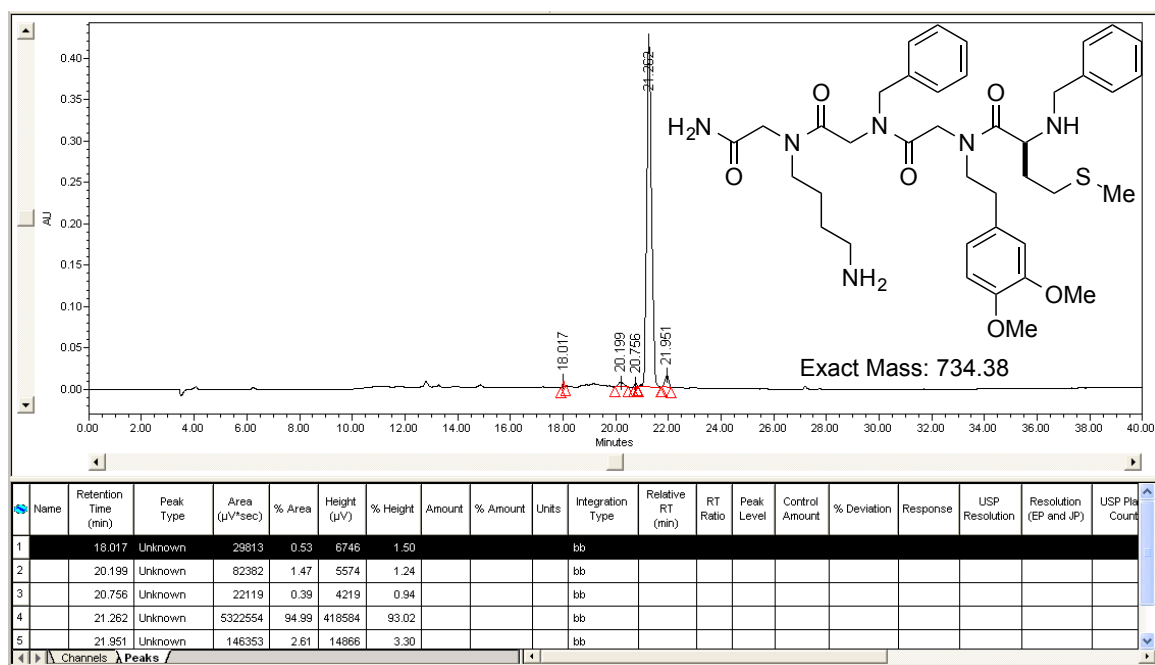 0.40
0.35
0.30
0.25
0.20
0.15
0.10
0.05
0.00
AU
18.017
20.199
20.756
21.262
21.951
0.00 2.00 4.00 6.00 8.00 10.00 12.00 14.00 16.00 18.00 20.00 22.00 24.00 26.00 28.00 30.00 32.00 34.00 36.00 38.00 40.00
Minutes
H2N
O
N
O
N
O
N
O
NH
S
Me
NH2
OMe
OMe
Exact Mass: 734.38
Name Retention Time (min) Peak Type Area (µV*sec) % Area Height (µV) % Height Amount % Amount Units Integration Type Relative RT (min) RT Ratio Peak Level Control Amount % Deviation Response USP Resolution Resolution (EP and JP) USP Pla Count
1 18.017 Unknown 29813 0.53 6746 1.50 bb
2 20.199 Unknown 82382 1.47 5574 1.24 bb
3 20.756 Unknown 22119 0.39 4219 0.94 bb
4 21.262 Unknown 5322554 94.99 418584 93.02 bb
5 21.951 Unknown 146353 2.61 14866 3.30 bb
Channels Peaks